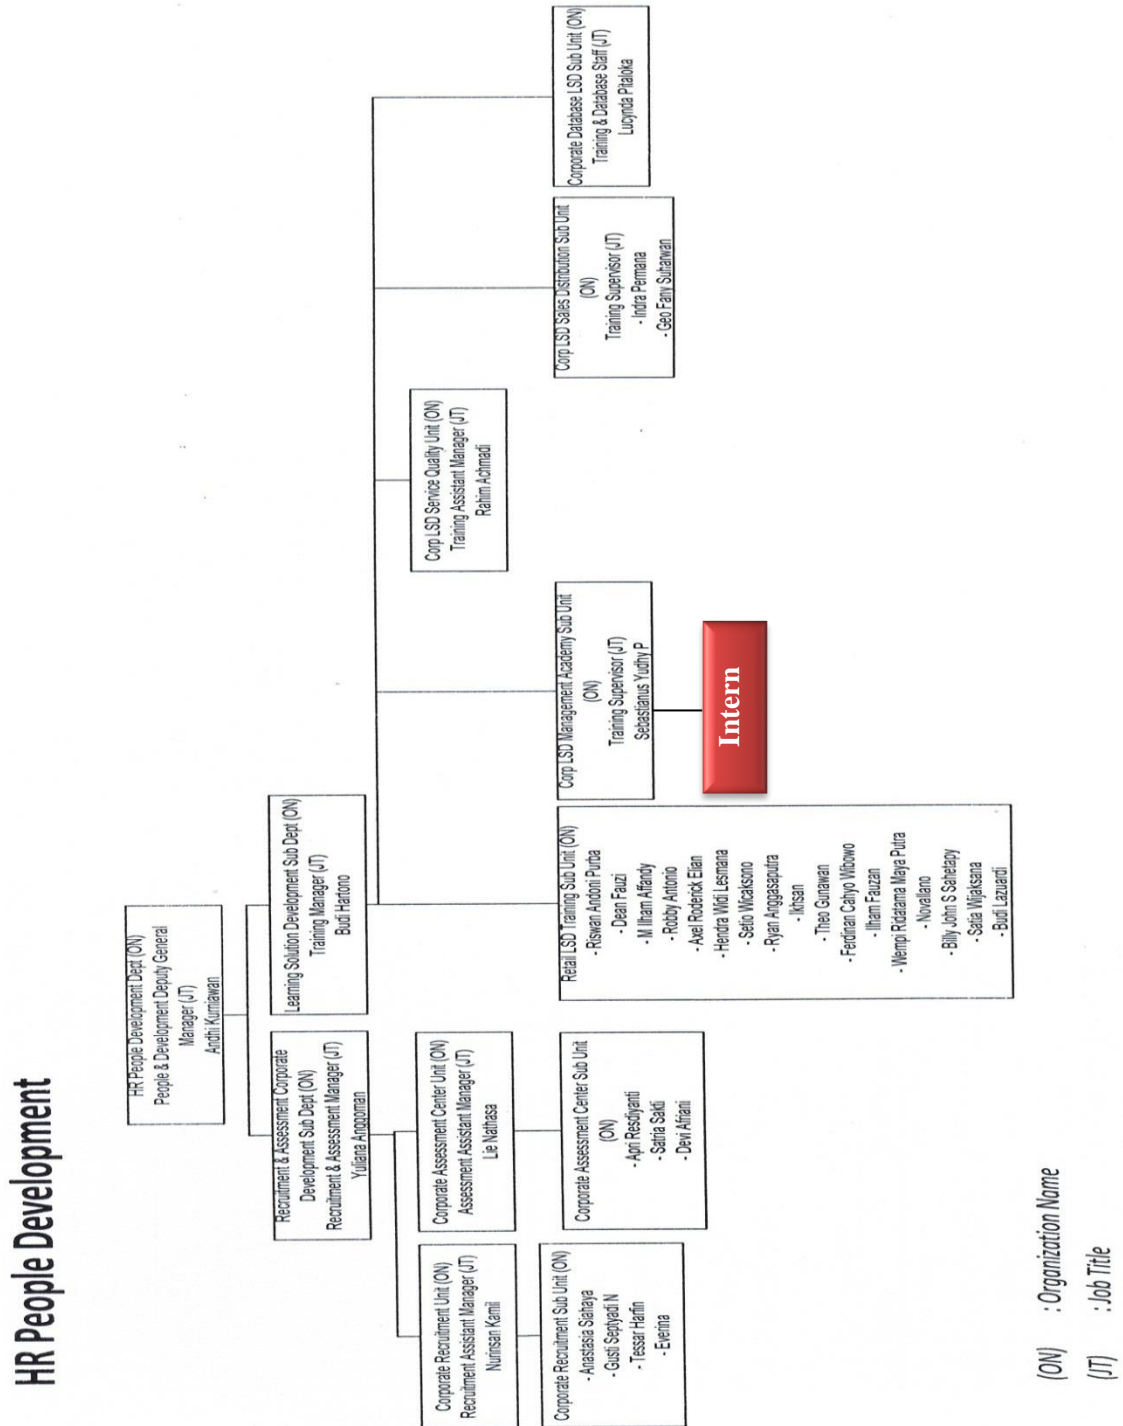 HR People Development
HR People Development Dept (ON)
People & Development Deputy General
Manager (JT)
Andhi Kurniawan
Recruitment & Assessment Corporate
Development Sub Dept (ON)
Recruitment & Assessment Manager (JT)
Yuliana Anggoman
Learning Solution Development Sub Dept (ON)
Training Manager (JT)
Budi Hartono
Corporate Recruitment Unit (ON)
Recruitment Assistant Manager (JT)
Nurinsan Kamil
Corporate Assessment Center Unit (ON)
Assessment Assistant Manager (JT)
Lie Nathasa
Corp LSD Service Quality Unit (ON)
Training Assistant Manager (JT)
Rahim Achmadi
Corporate Recruitment Sub Unit (ON)
- Anastasia Siahaya
- Gusti Septyadi N
- Tessar Harfin
- Everina
Corporate Assessment Center Sub Unit
(ON)
- Apri Resdiyanti
- Satria Sakti
- Devi Afriani
Retail LSD Training Sub Unit (ON)
- Riswan Andoni Purba
- Dean Fauzi
- M Ilham Affandy
- Robby Antonio
- Axel Roderick Elian
- Hendra Widi Lesmana
- Setio Wicaksono
- Ryan Anggasaputra
- Ikhsan
- Theo Gunawan
- Ferdinan Cahyo Wibowo
- Ilham Fauzan
- Wempi Ridatama Maya Putra
- Novaliano
- Billy John S Sahetapy
- Satia Wijaksana
- Budi Lazuardi
Corp LSD Management Academy Sub Unit
(ON)
Training Supervisor (JT)
Sebastianus Yudhy P
Intern
Corp LSD Sales Distribution Sub Unit
(ON)
Training Supervisor (JT)
- Indra Permana
- Geo Fany Suharwan
Corporate Database LSD Sub Unit (ON)
Training & Database Staff (JT)
Lucynda Pitaloka
(ON) : Organization Name
(JT) : Job Title